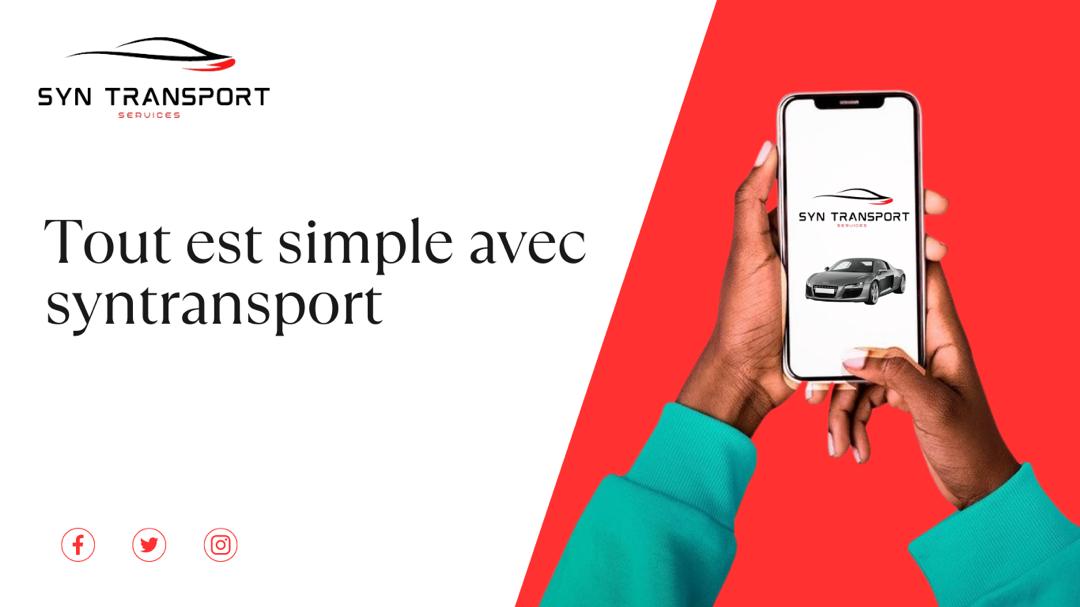 SYN TRANSPORT
SERVICES
Tout est simple avec
syntransport
SYN TRANSPORT
SERVICES